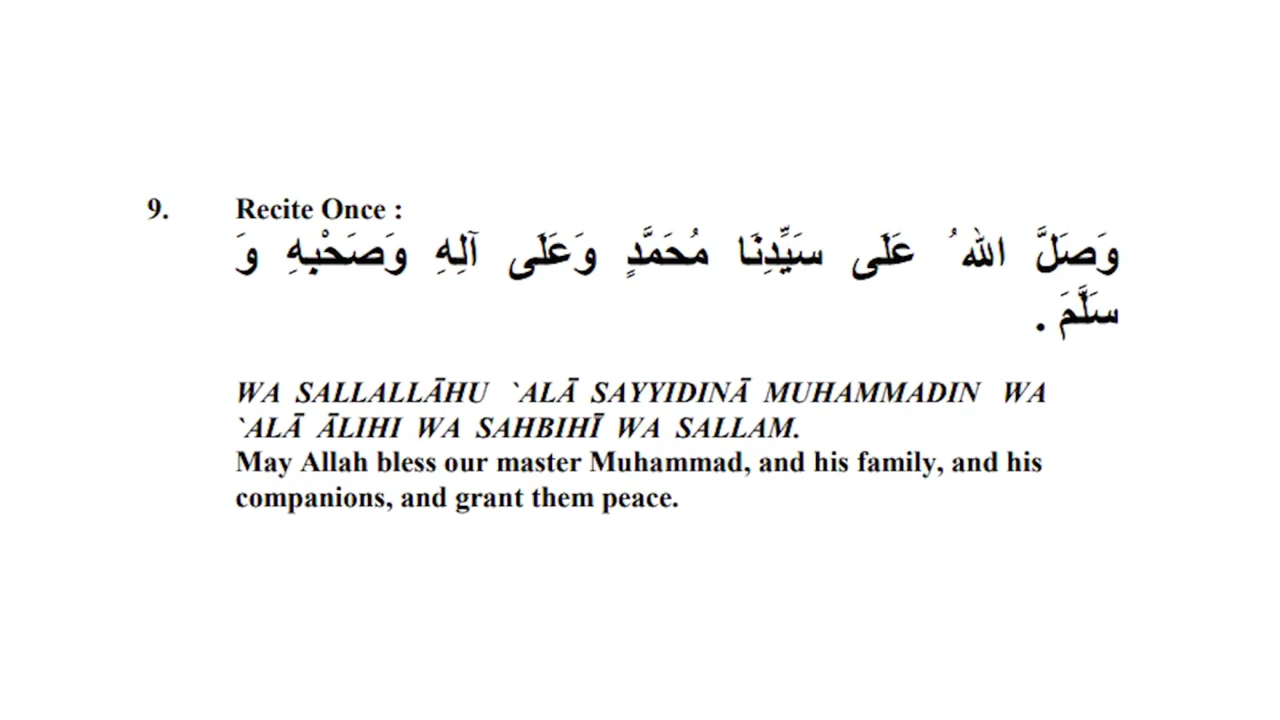 9. Recite Once :
وَصَلَّ اللهُ عَلَى سَيِّدِنَا مُحَمَّدٍ وَعَلَى آلِهِ وَصَحْبِهِ وَ
سَلَّمَ .
WA SALLALLĀHU `ALĀ SAYYIDINĀ MUHAMMADIN WA
`ALĀ ĀLIHI WA SAHBIHĪ WA SALLAM.
May Allah bless our master Muhammad, and his family, and his
companions, and grant them peace.